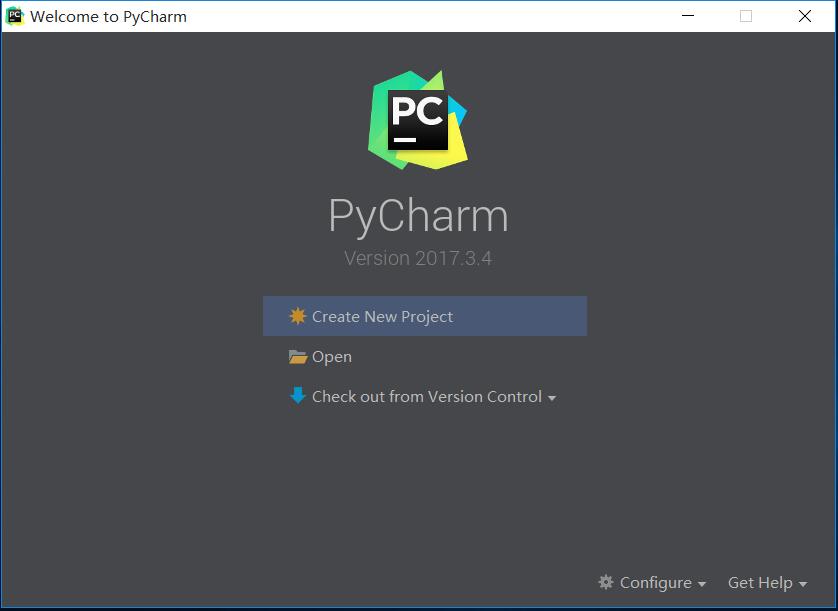 Welcome to PyCharm
PC
PyCharm
Version 2017.3.4
Create New Project
Open
Check out from Version Control
Configure
Get Help